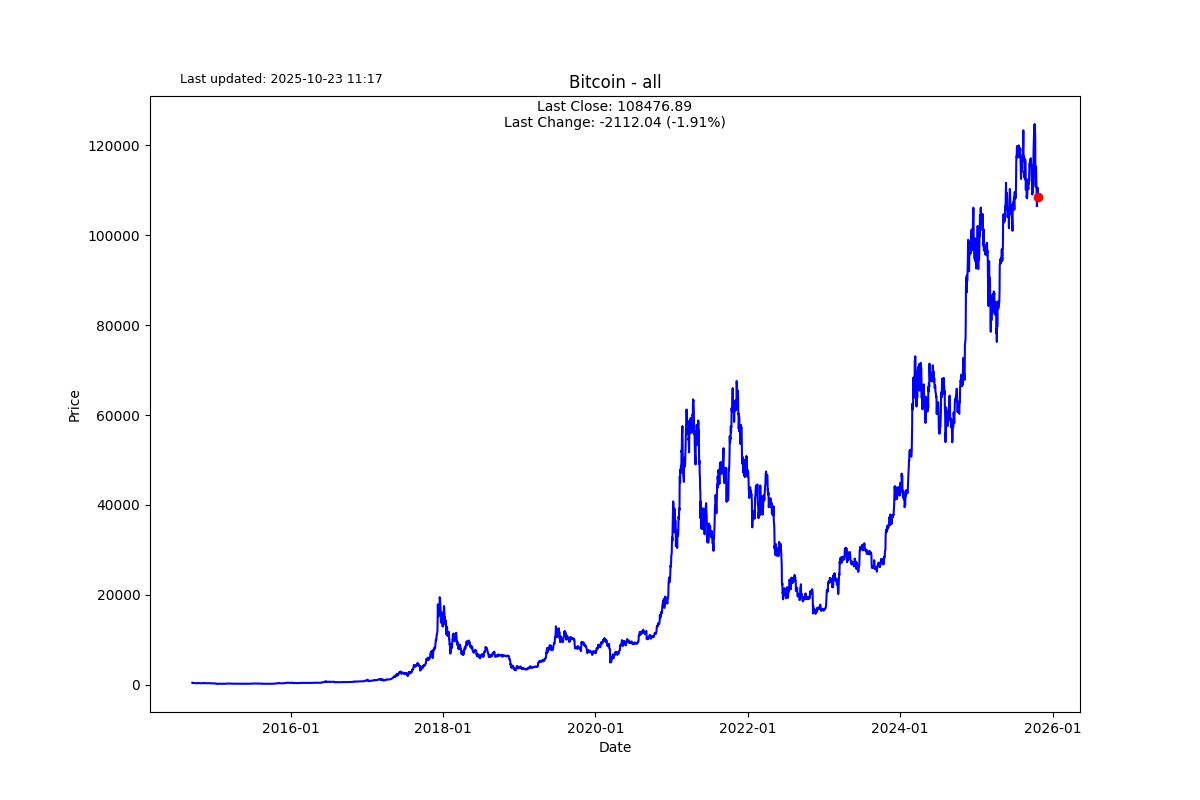 Last updated: 2025-10-23 11:17
Bitcoin - all
Last Close: 108476.89
Last Change: -2112.04 (-1.91%)
120000
100000
80000
60000
40000
20000
0
Price
2016-01
2018-01
2020-01
2022-01
2024-01
2026-01
Date